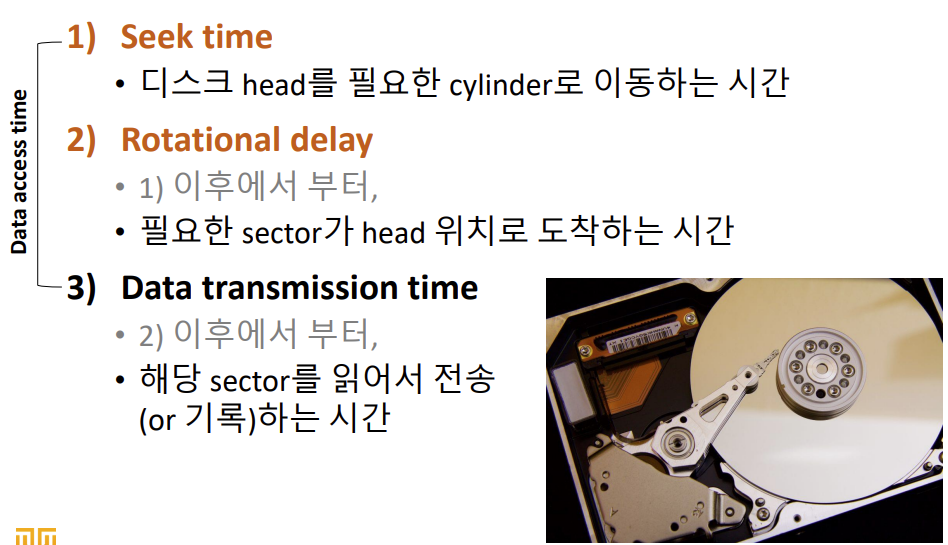 Data access time
1) Seek time
• 디스크 head를 필요한 cylinder로 이동하는 시간
2) Rotational delay
• 1) 이후에서 부터,
• 필요한 sector가 head 위치로 도착하는 시간
3) Data transmission time
• 2) 이후에서 부터,
• 해당 sector를 읽어서 전송
(or 기록)하는 시간